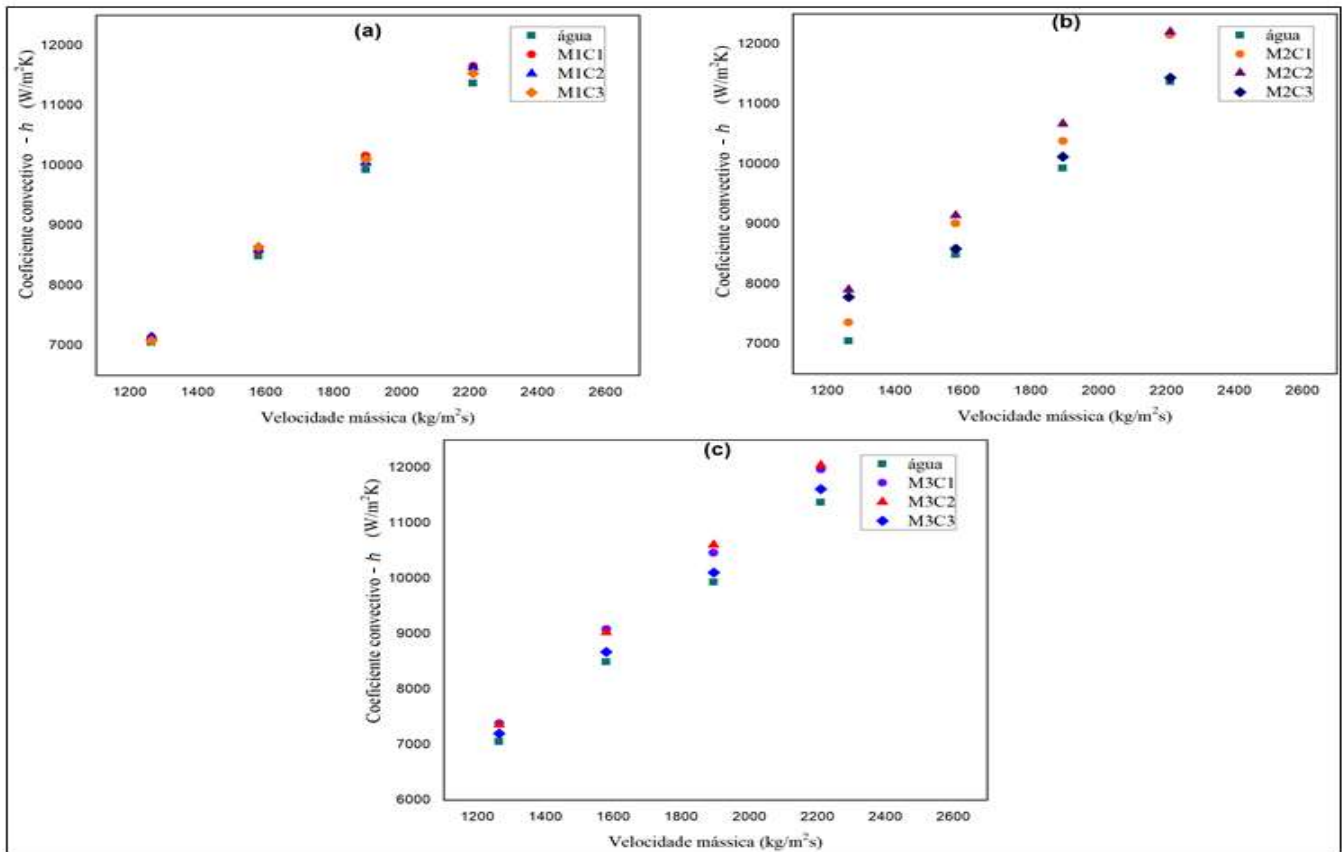 (a)
água
M1C1
M1C2
M1C3
Coeficiente convectivo - h (W/m²K)
12000
11000
10000
9000
8000
7000
1200 1400 1600 1800 2000 2200 2400 2600
Velocidade mássica (kg/m²s)
(b)
água
M2C1
M2C2
M2C3
Coeficiente convectivo - h (W/m²K)
12000
11000
10000
9000
8000
7000
1200 1400 1600 1800 2000 2200 2400 2600
Velocidade mássica (kg/m²s)
(c)
água
M3C1
M3C2
M3C3
Coeficiente convectivo - h (W/m²K)
12000
11000
10000
9000
8000
7000
6000
1200 1400 1600 1800 2000 2200 2400 2600
Velocidade mássica (kg/m²s)